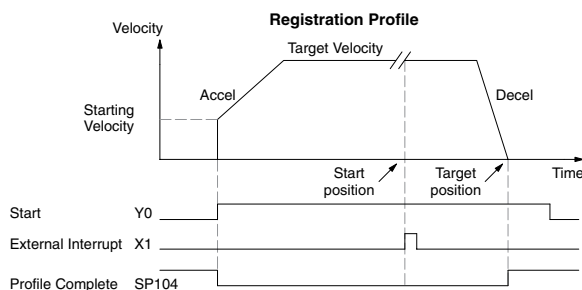 Registration Profile
Velocity
Target Velocity
Accel
Decel
Starting
Velocity
Start
position
Target
position
Time
Start Y0
External Interrupt X1
Profile Complete SP104